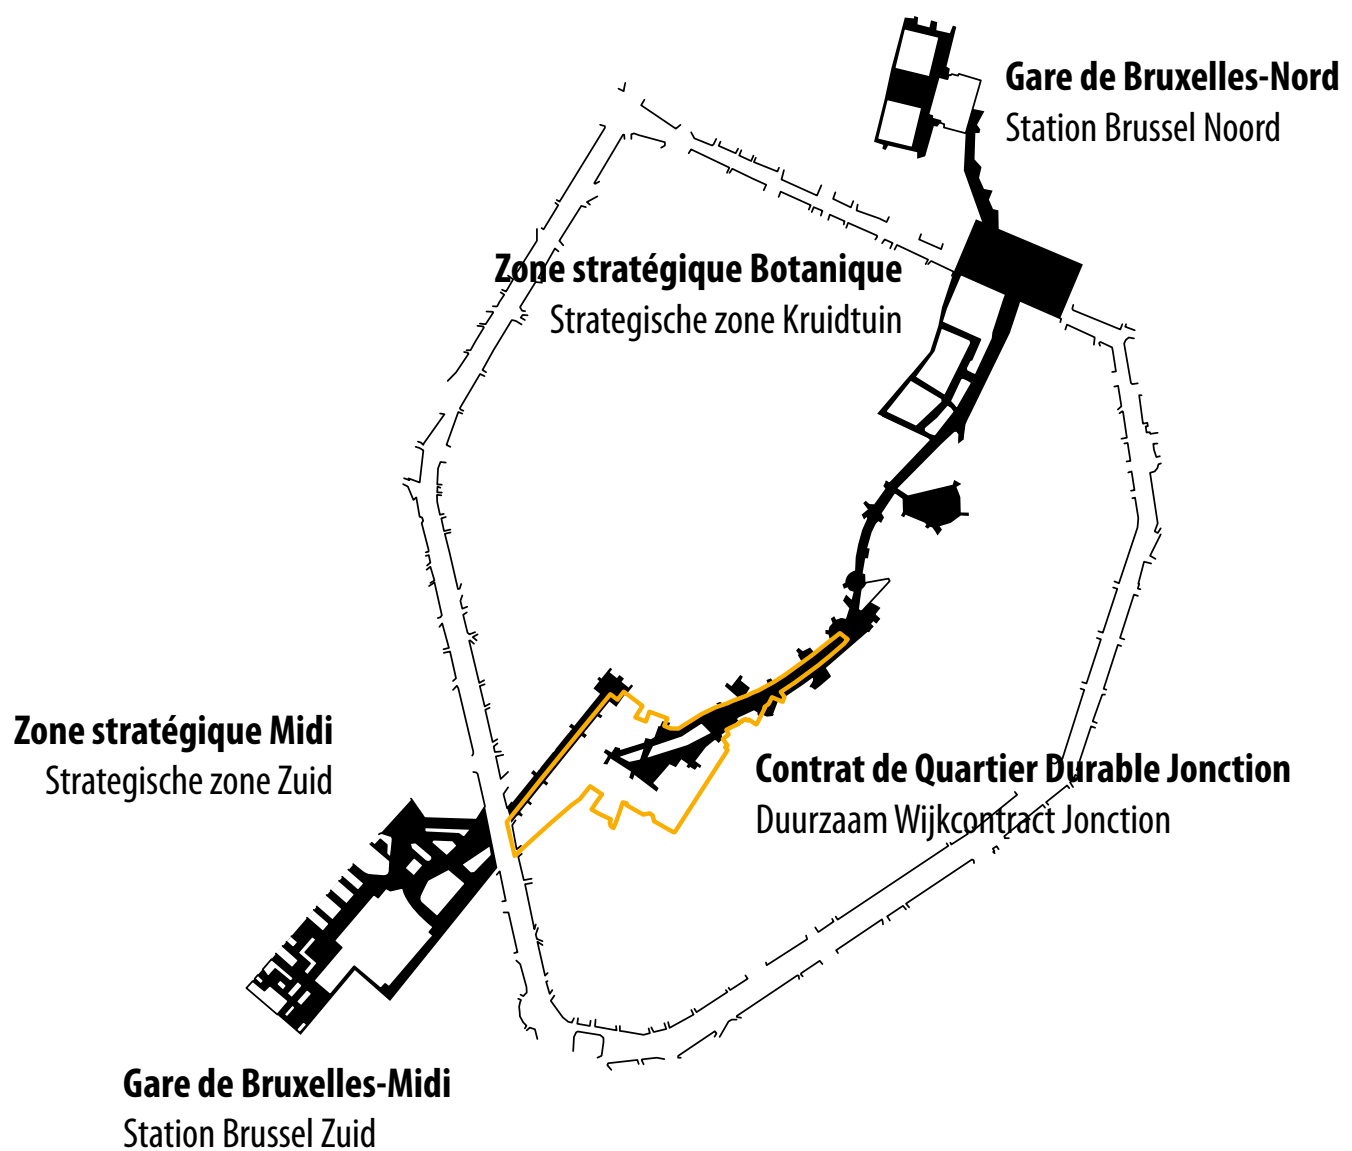 Gare de Bruxelles-Nord
Station Brussel Noord
Zone stratégique Botanique
Strategische zone Kruidtuin
Zone stratégique Midi
Strategische zone Zuid
Contrat de Quartier Durable Jonction
Duurzaam Wijkcontract Jonction
Gare de Bruxelles-Midi
Station Brussel Zuid